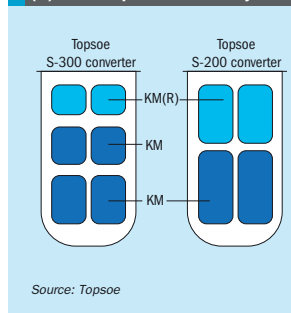 Topsoe
S-300 converter
Topsoe
S-200 converter
KM(R)
KM
KM
Source: Topsoe